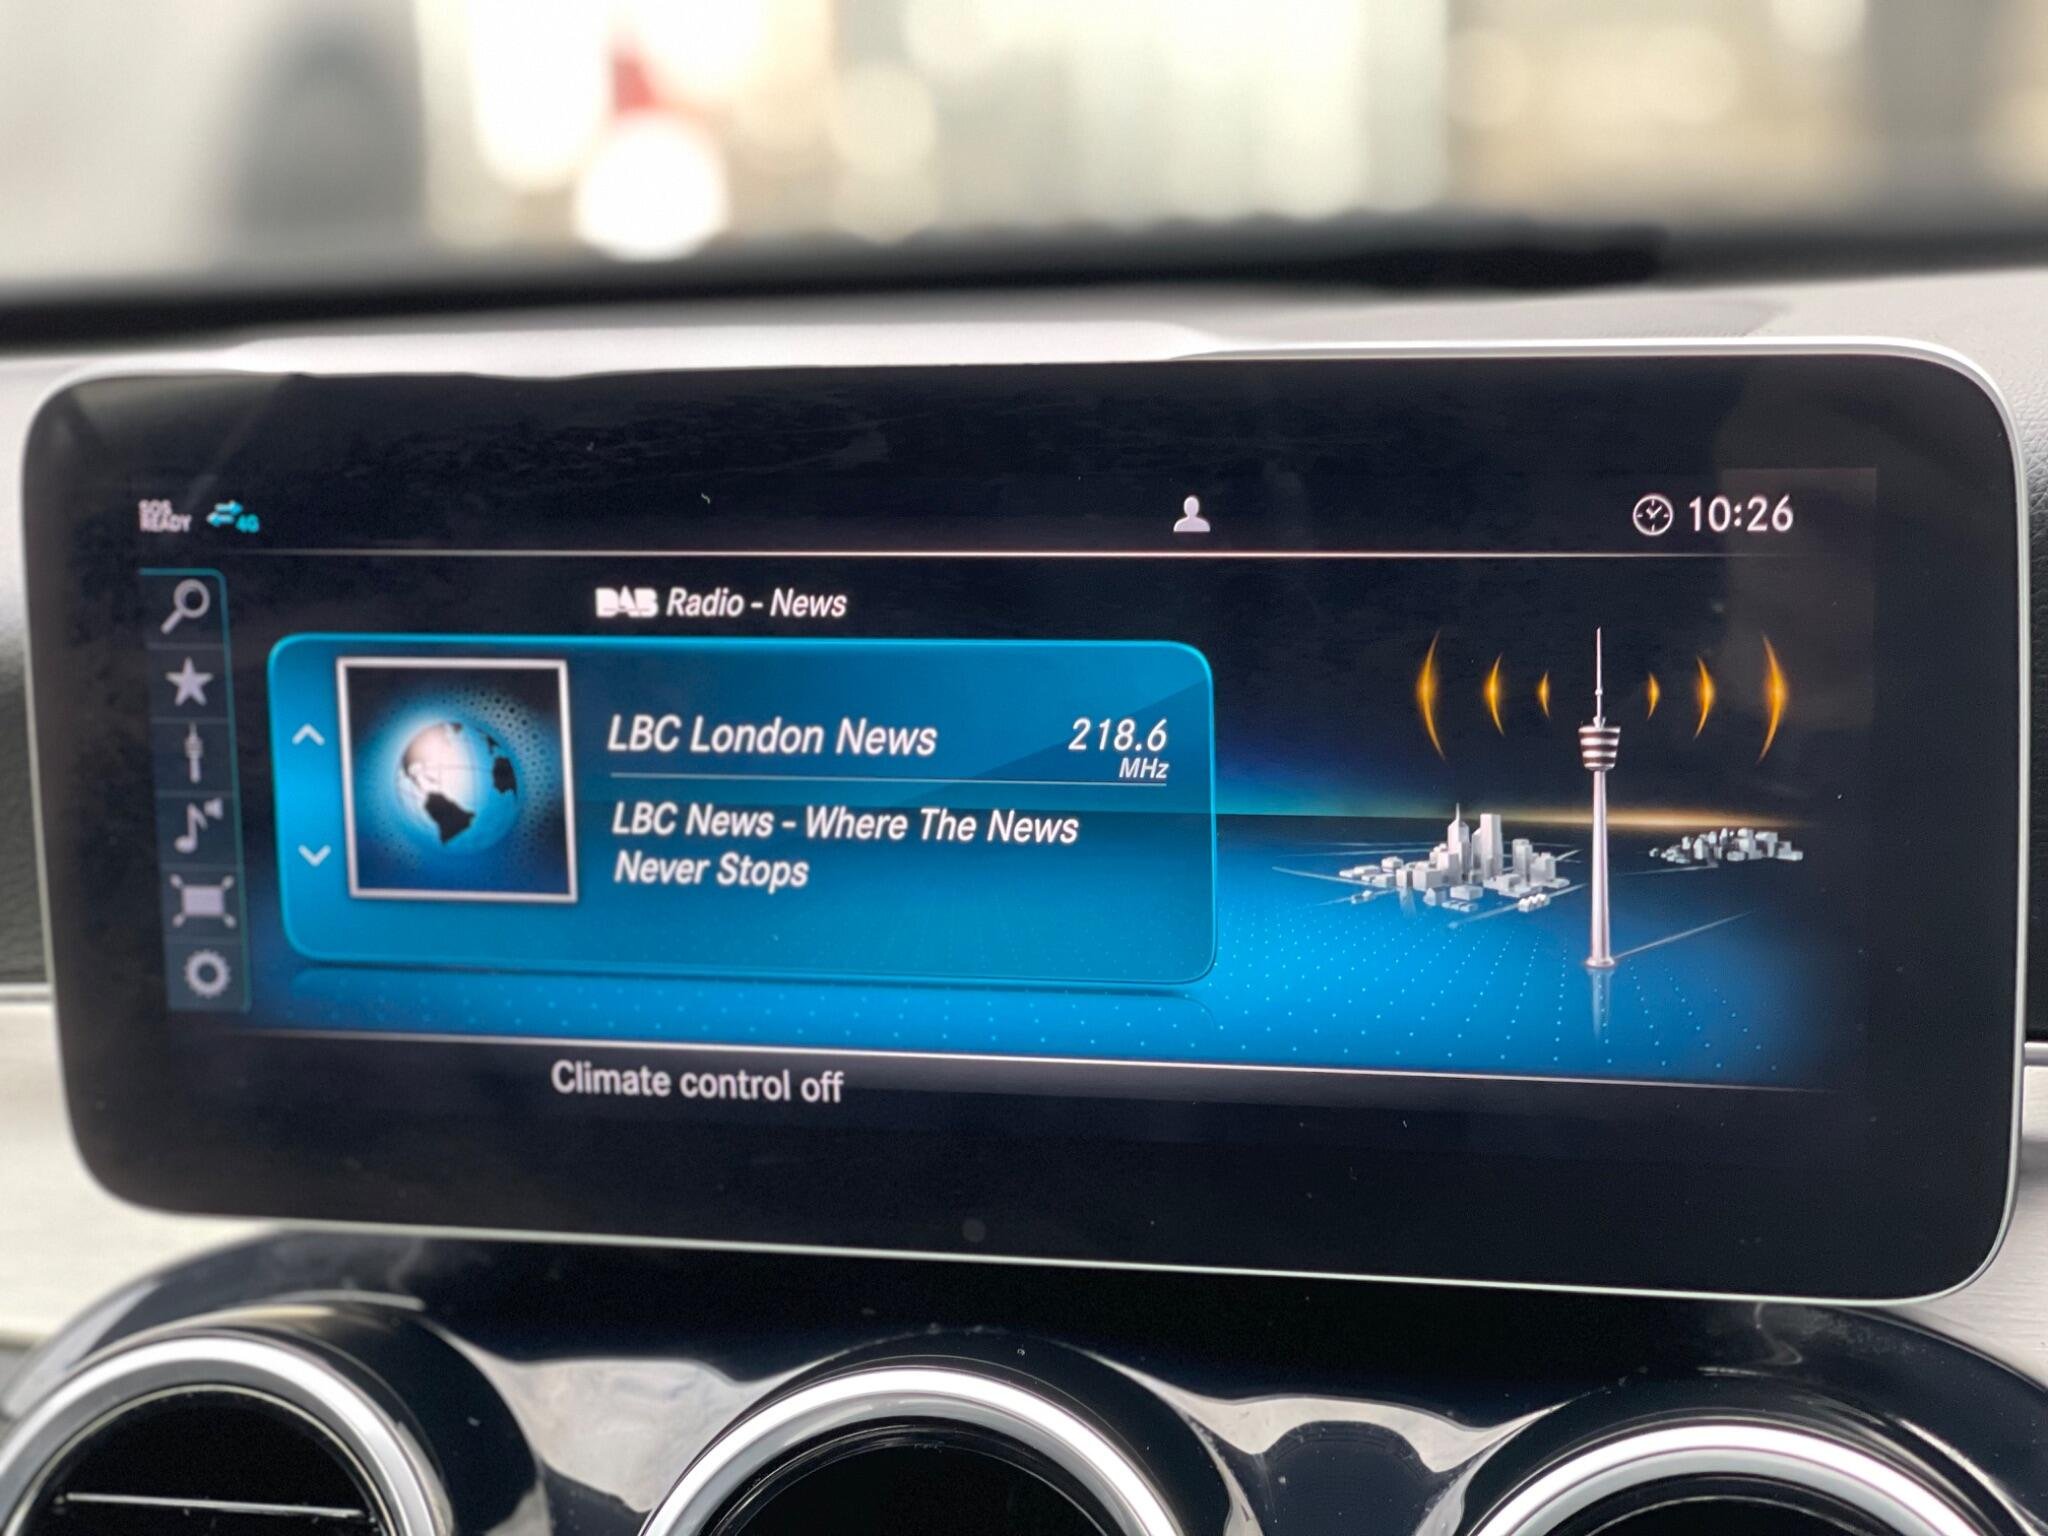 SOS
READY
4G
10:26
DAB Radio - News
LBC London News
218.6
MHz
LBC News - Where The News
Never Stops
Climate control off